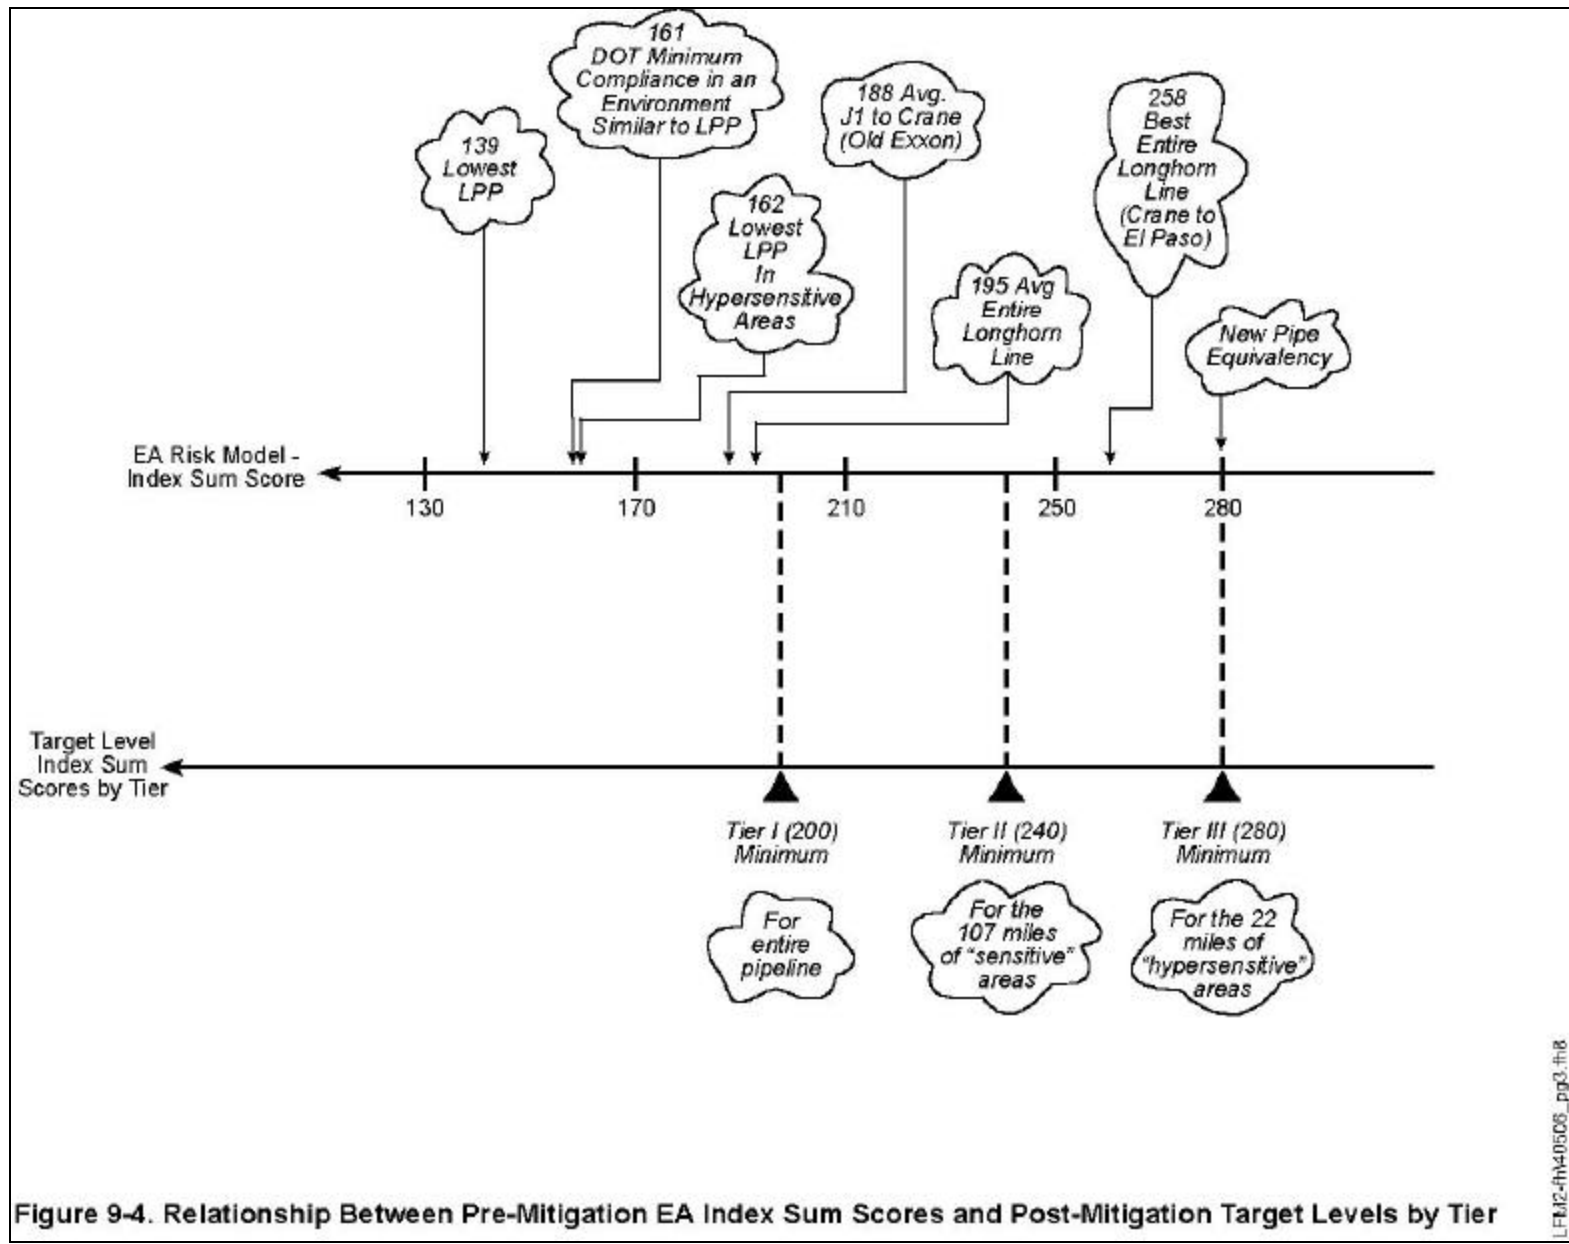 161
DOT Minimum
Compliance in an
Environment
Similar to LPP
139
Lowest
LPP
162
Lowest
LPP
In
Hypersensitive
Areas
188 Avg.
J1 to Crane
(Old Exxon)
195 Avg
Entire
Longhorn
Line
258
Best
Entire
Longhorn
Line
(Crane to
El Paso)
New Pipe
Equivalency
EA Risk Model -
Index Sum Score
130
170
210
250
280
Target Level
Index Sum
Scores by Tier
Tier I (200)
Minimum
Tier II (240)
Minimum
Tier III (280)
Minimum
For
entire
pipeline
For the
107 miles
of "sensitive"
areas
For the 22
miles of
"hypersensitive"
areas
Figure 9-4. Relationship Between Pre-Mitigation EA Index Sum Scores and Post-Mitigation Target Levels by Tier